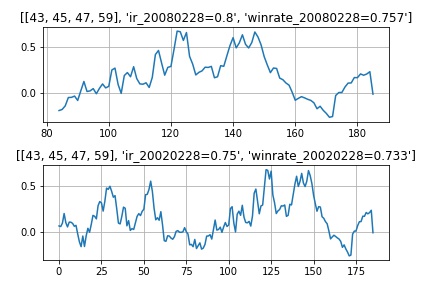 [[43, 45, 47, 59], 'ir_20080228=0.8', 'winrate_20080228=0.757']
0.5
0.0
80 100 120 140 160 180
[[43, 45, 47, 59], 'ir_20020228=0.75', 'winrate_20020228=0.733']
0.5
0.0
0 25 50 75 100 125 150 175